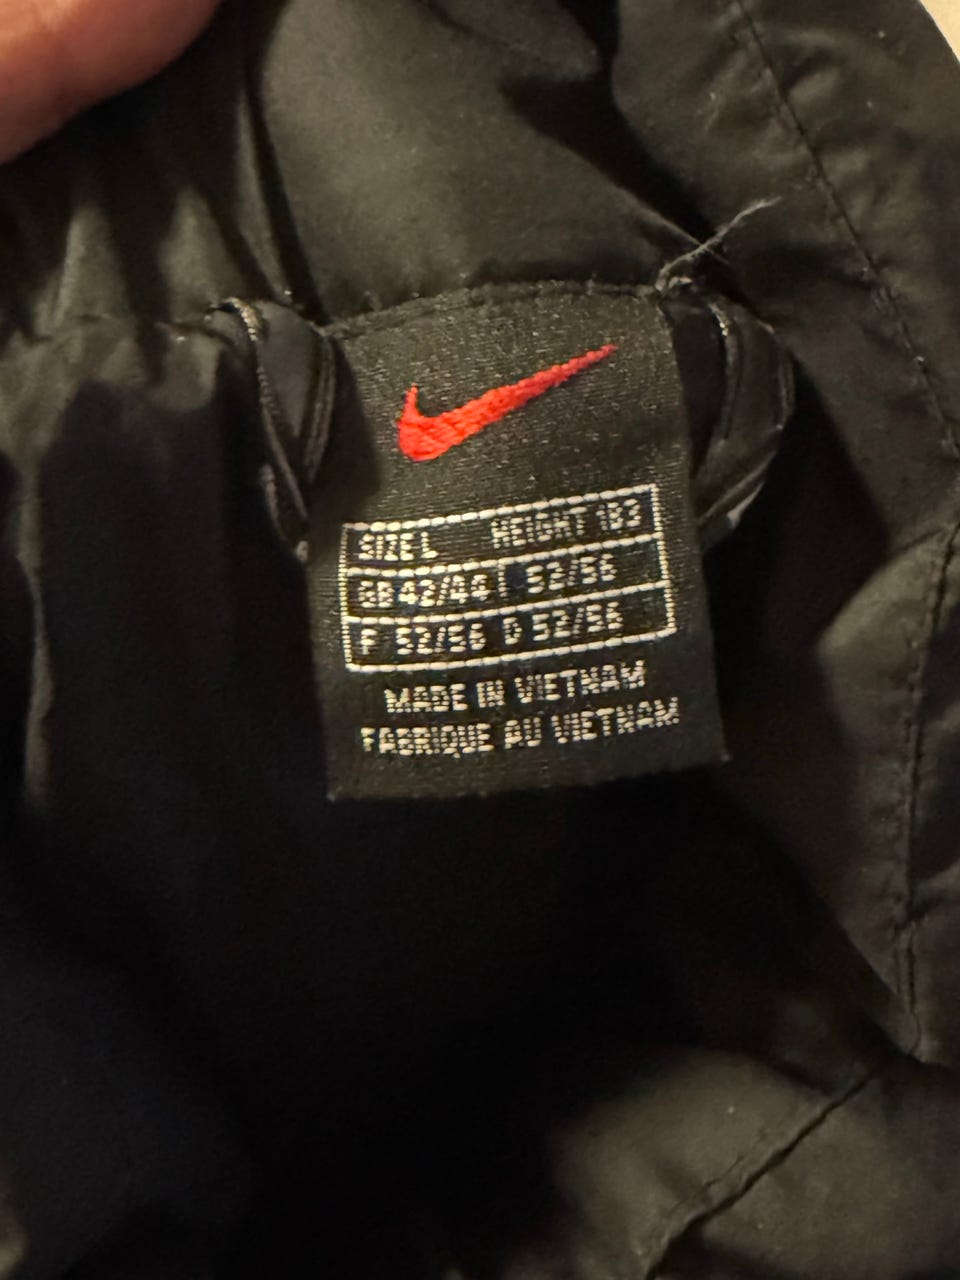 SIZE L HEIGHT 183
GB 42/44 I 52/56
F 52/56 D 52/56
MADE IN VIETNAM
FABRIQUE AU VIETNAM